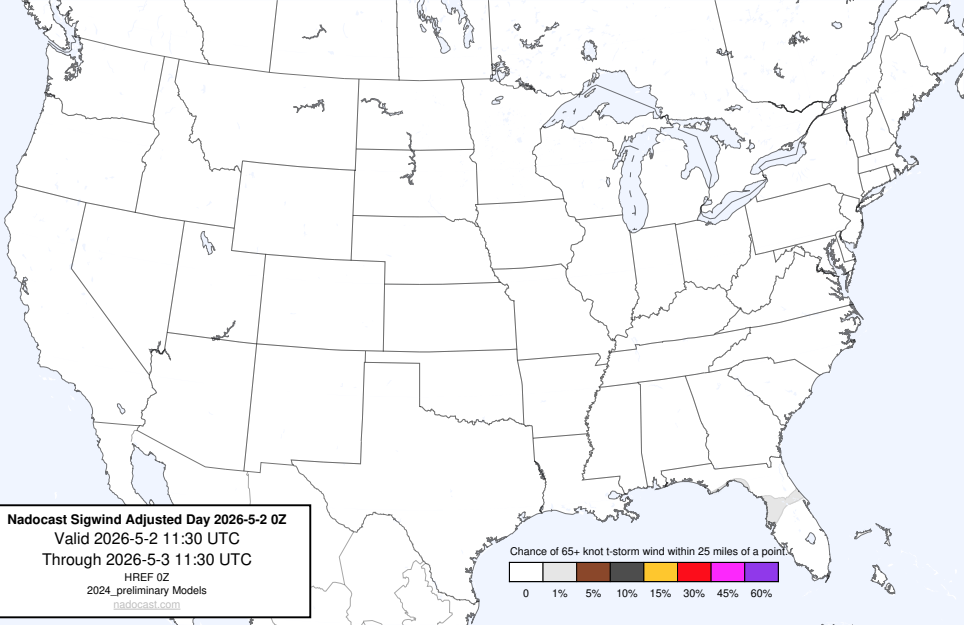 Nadocast Sigwind Adjusted Day 2026-5-2 0Z
Valid 2026-5-2 11:30 UTC
Through 2026-5-3 11:30 UTC
HREF 0Z
2024_preliminary Models
nadocast.com
Chance of 65+ knot t-storm wind within 25 miles of a point.
0 1% 5% 10% 15% 30% 45% 60%